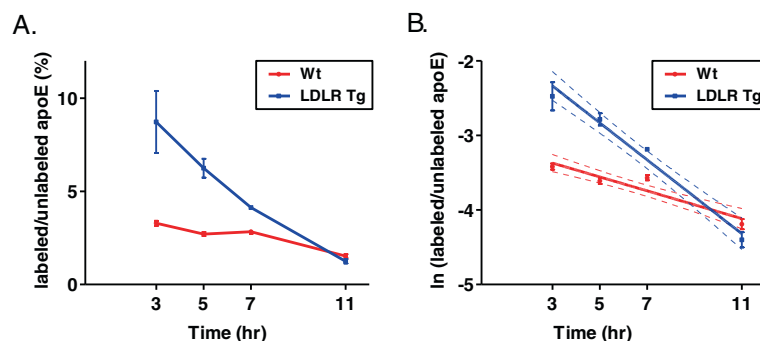 A.
labeled/unlabeled apoE (%)
10
5
0
3 5 7 11
Time (hr)
Wt
LDLR Tg
B.
ln (labeled/unlabeled apoE)
-2
-3
-4
-5
3 5 7 11
Time (hr)
Wt
LDLR Tg